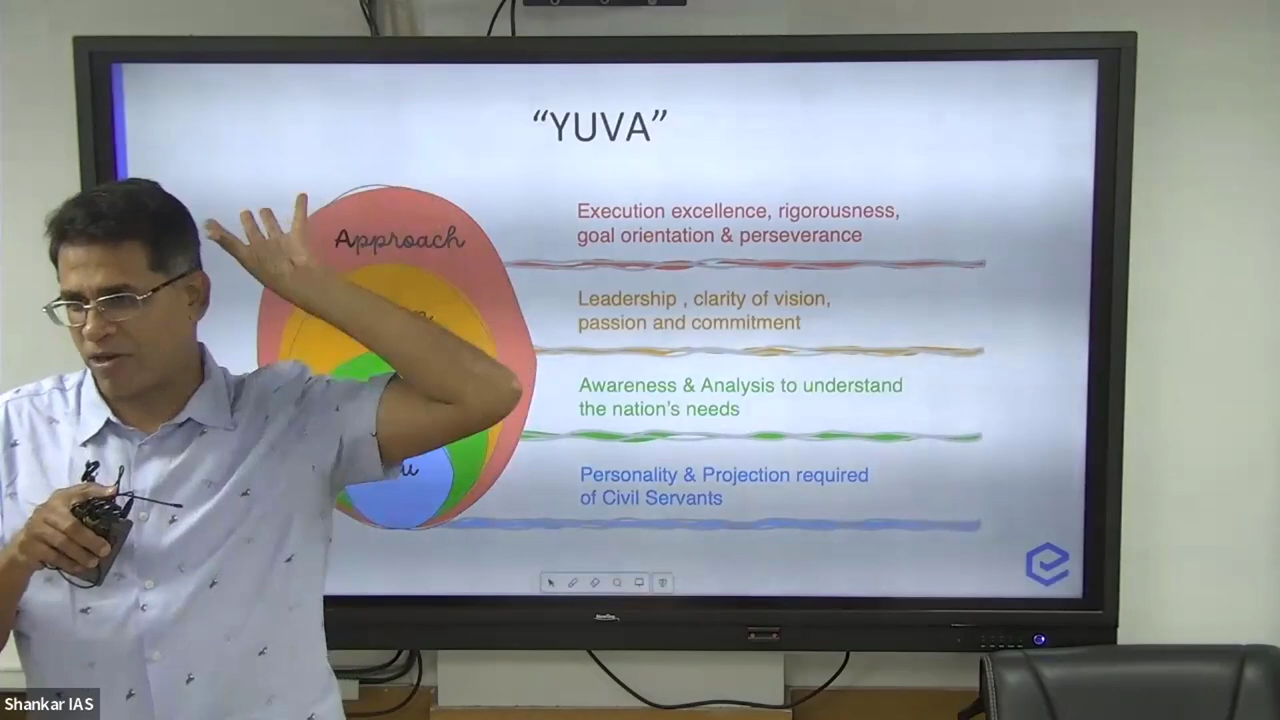 “YUVA”
Approach
Execution excellence, rigorousness,
goal orientation & perseverance
Leadership , clarity of vision,
passion and commitment
Awareness & Analysis to understand
the nation’s needs
Personality & Projection required
of Civil Servants
Shankar IAS